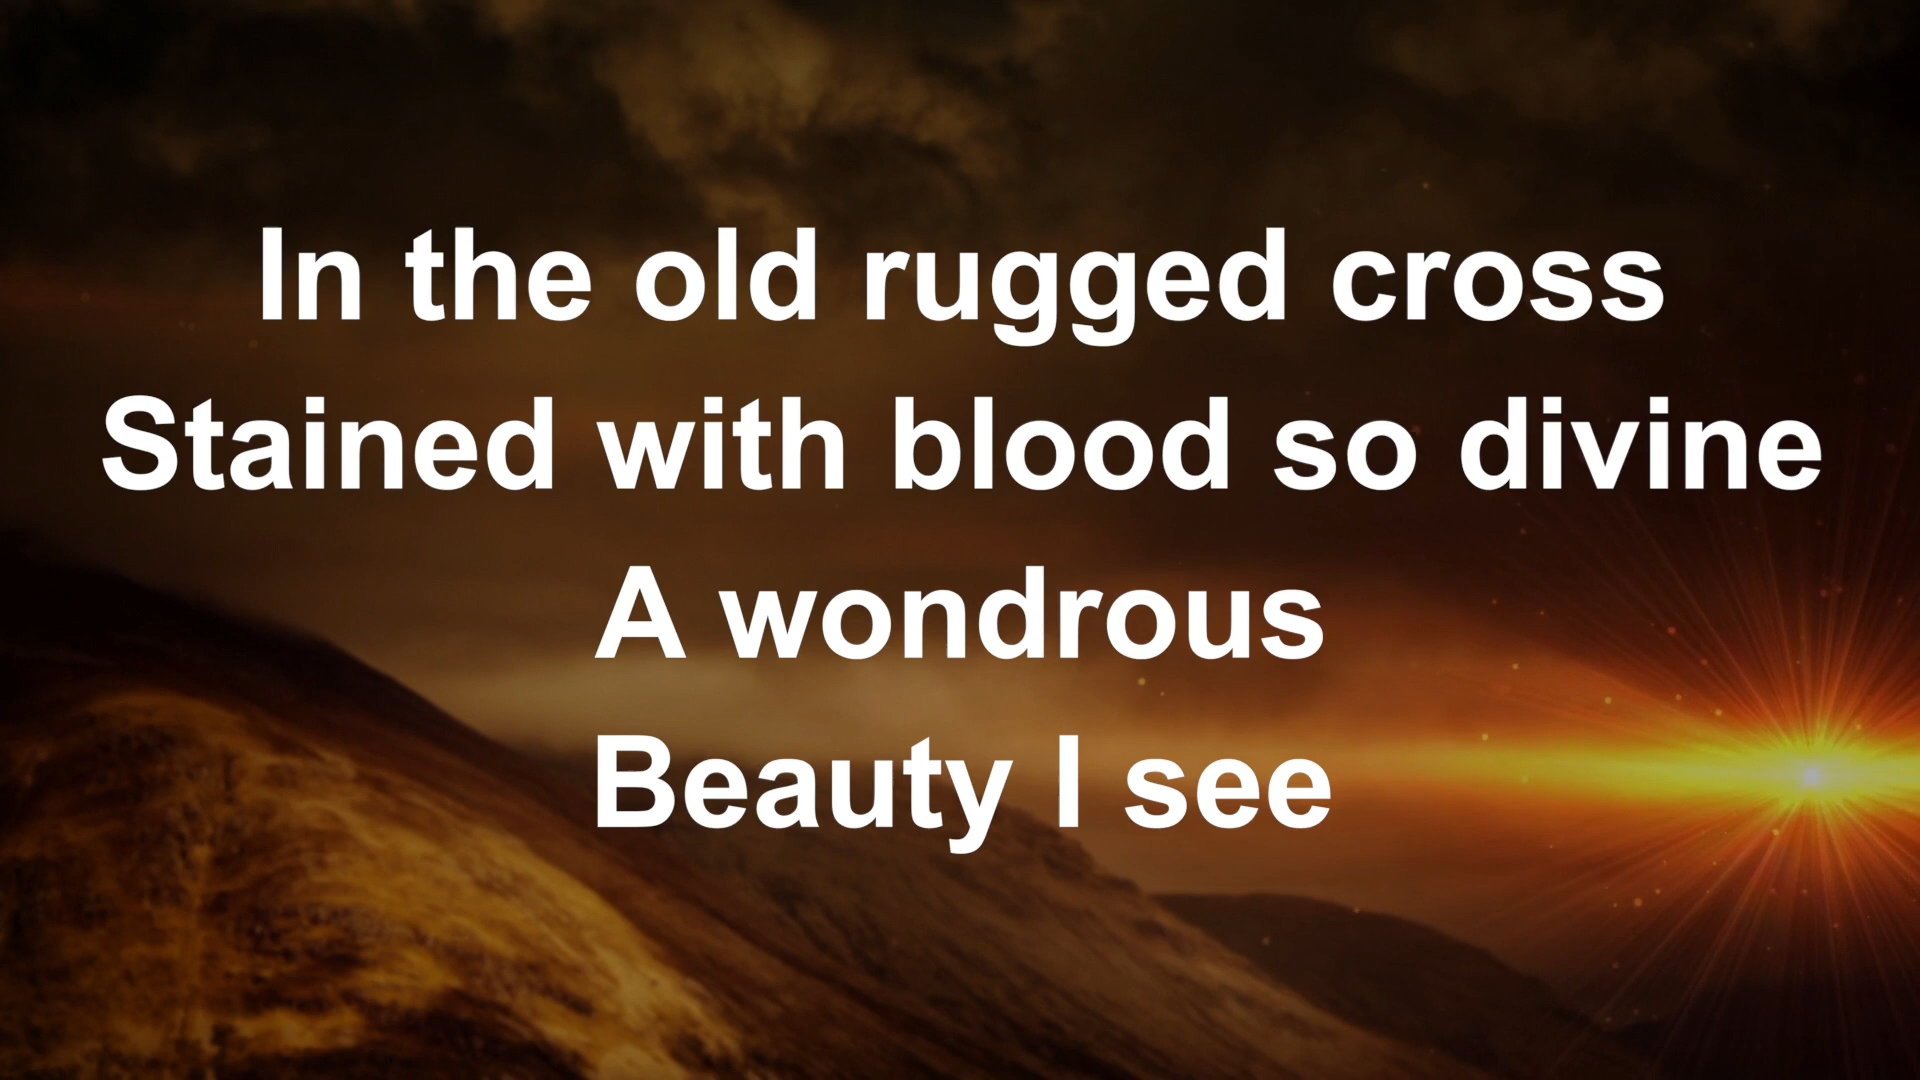 In the old rugged cross
Stained with blood so divine
A wondrous
Beauty I see